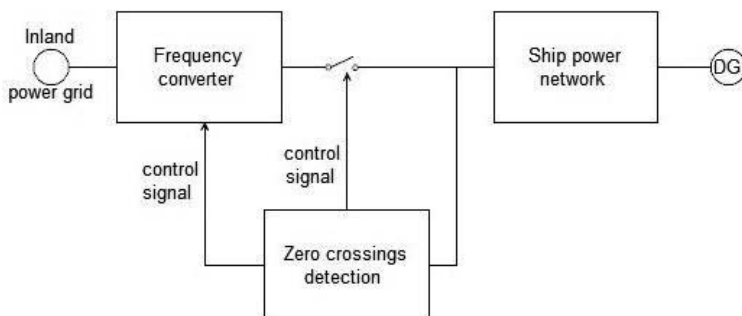 Inland
power grid
Frequency
converter
Ship power
network
DG
control
signal
control
signal
Zero crossings
detection